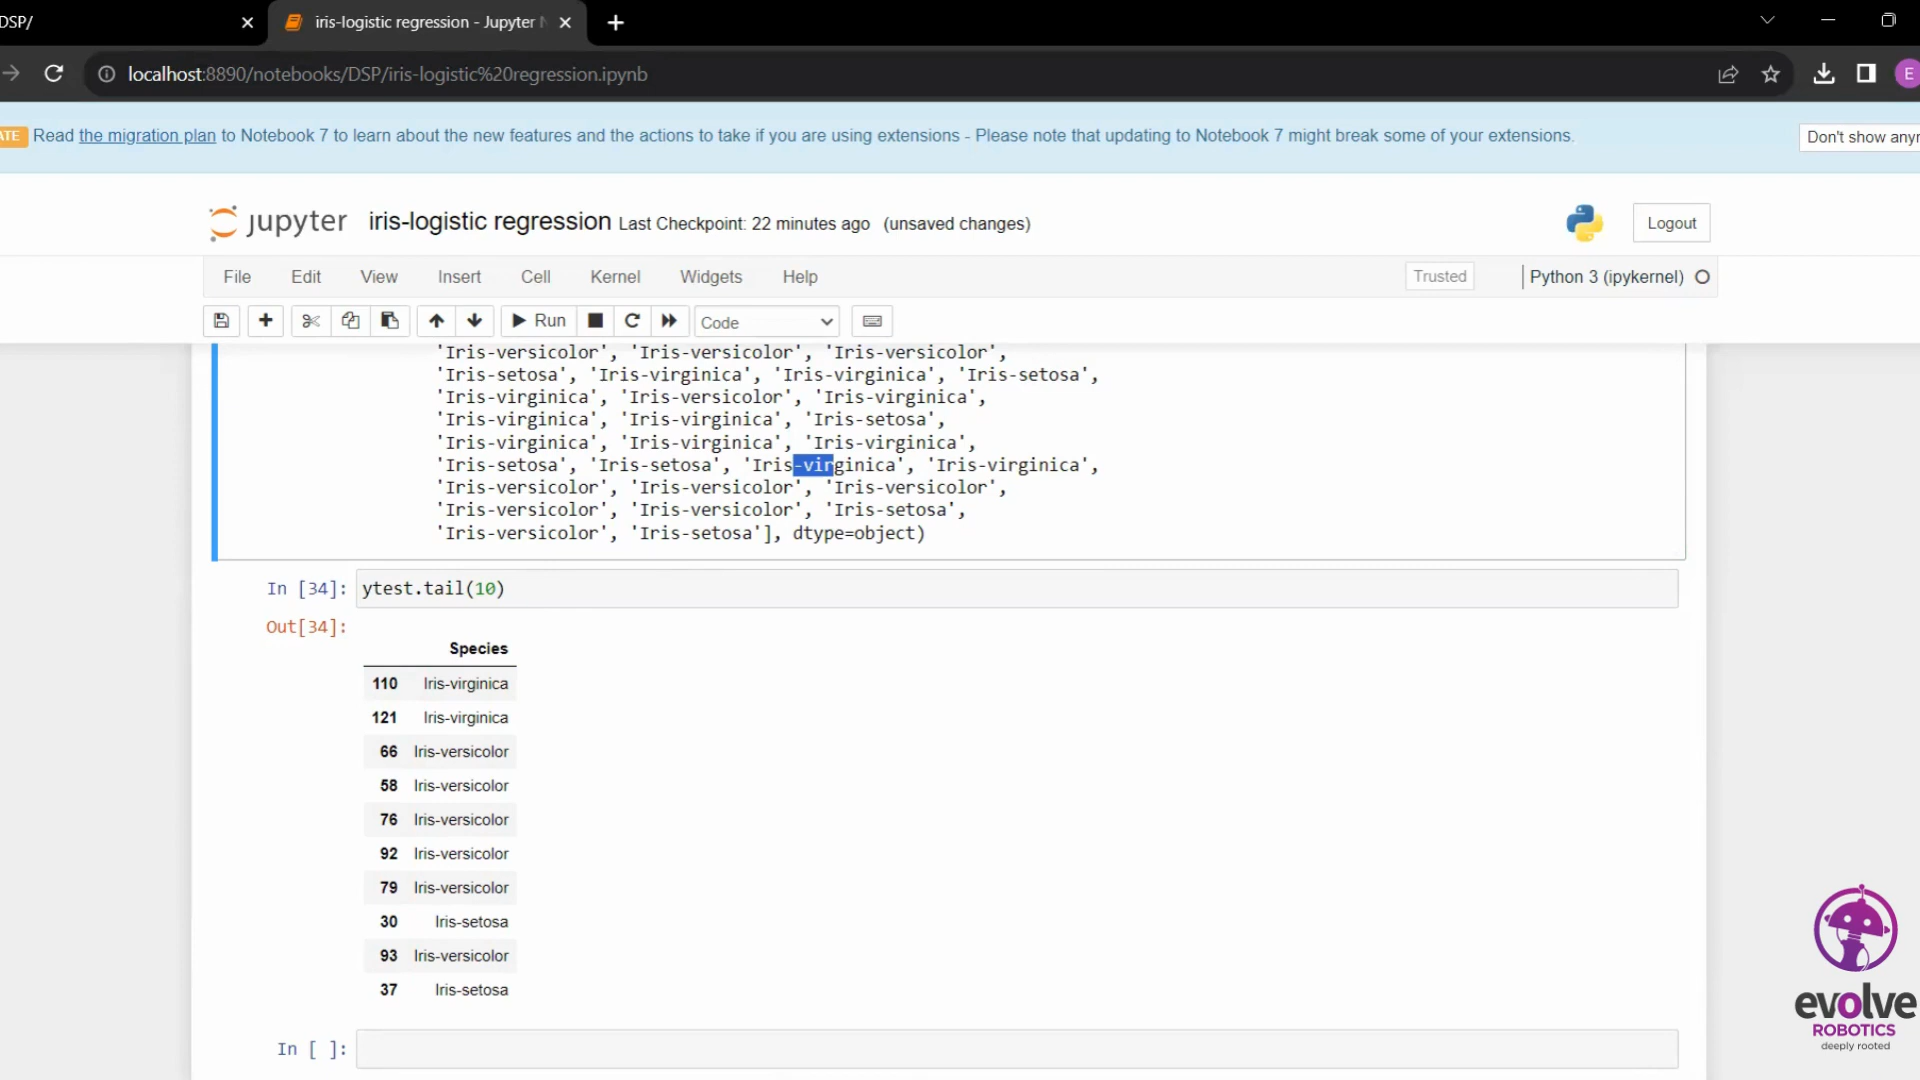 DSP/
iris-logistic regression - Jupyter N
localhost:8890/notebooks/DSP/iris-logistic%20regression.ipynb
E
ATE Read the migration plan to Notebook 7 to learn about the new features and the actions to take if you are using extensions - Please note that updating to Notebook 7 might break some of your extensions.
Don't show anym
jupyter iris-logistic regression Last Checkpoint: 22 minutes ago (unsaved changes)
Logout
File Edit View Insert Cell Kernel Widgets Help
Trusted
Python 3 (ipykernel)
Run
Code
'Iris-versicolor', 'Iris-versicolor', 'Iris-versicolor',
'Iris-setosa', 'Iris-virginica', 'Iris-virginica', 'Iris-setosa',
'Iris-virginica', 'Iris-versicolor', 'Iris-virginica',
'Iris-virginica', 'Iris-virginica', 'Iris-setosa',
'Iris-virginica', 'Iris-virginica', 'Iris-virginica',
'Iris-setosa', 'Iris-setosa', 'Iris-virginica', 'Iris-virginica',
'Iris-versicolor', 'Iris-versicolor', 'Iris-versicolor',
'Iris-versicolor', 'Iris-versicolor', 'Iris-setosa',
'Iris-versicolor', 'Iris-setosa'], dtype=object)
In [34]: ytest.tail(10)
Out[34]:
Species
110 Iris-virginica
121 Iris-virginica
66 Iris-versicolor
58 Iris-versicolor
76 Iris-versicolor
92 Iris-versicolor
79 Iris-versicolor
30 Iris-setosa
93 Iris-versicolor
37 Iris-setosa
In [ ]:
evolve
ROBOTICS
deeply rooted